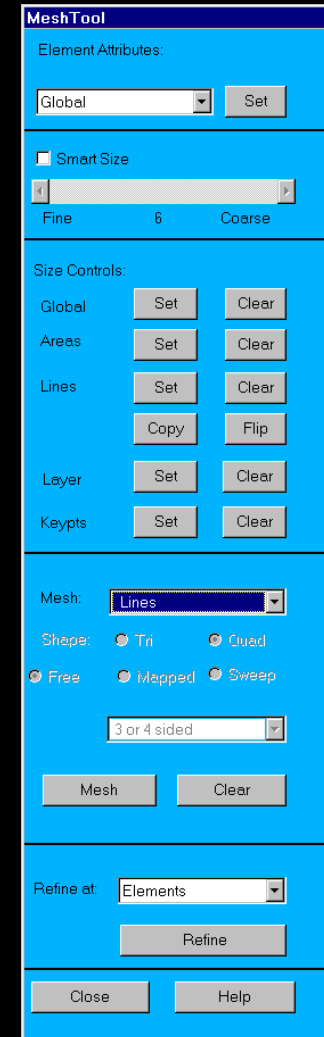 MeshTool
Element Attributes:
Global Set
Smart Size
Fine 6 Coarse
Size Controls:
Global Set Clear
Areas Set Clear
Lines Set Clear
Copy Flip
Layer Set Clear
Keypts Set Clear
Mesh: Lines
Shape: Tri Quad
Free Mapped Sweep
3 or 4 sided
Mesh Clear
Refine at: Elements
Refine
Close Help